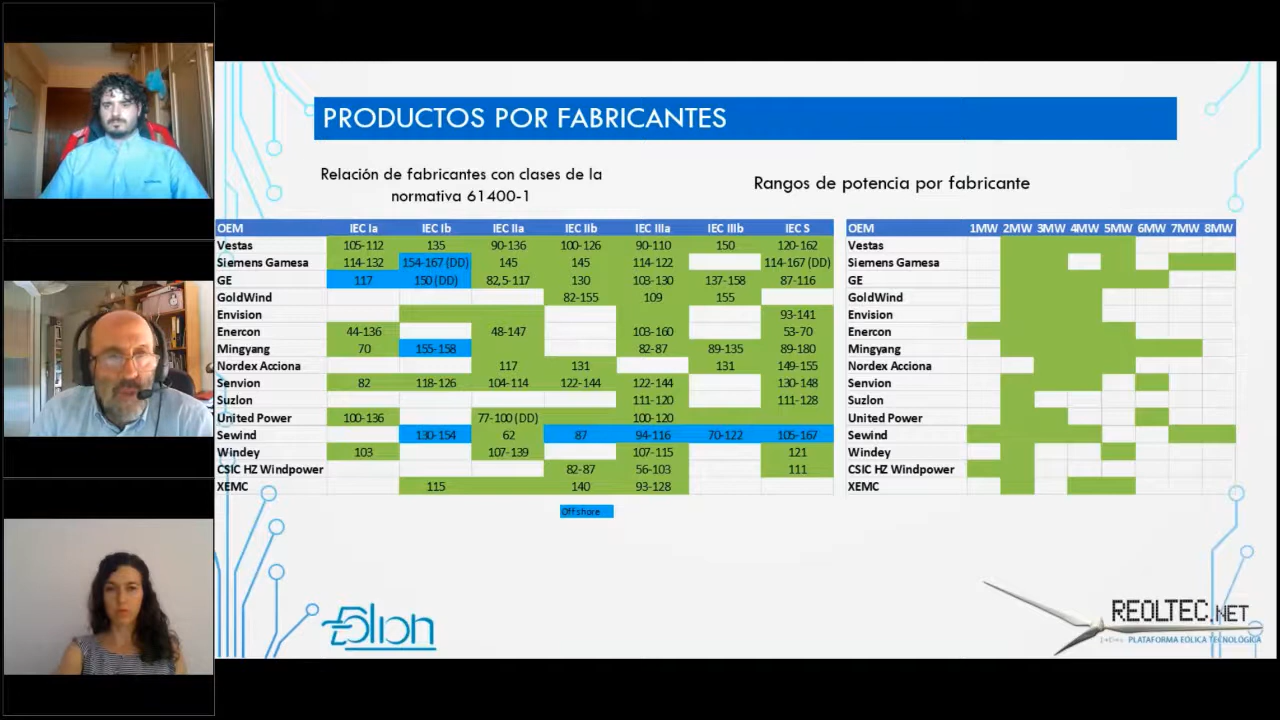 PRODUCTOS POR FABRICANTES
Relación de fabricantes con clases de la
normativa 61400-1
Rangos de potencia por fabricante
OEM IEC Ia IEC Ib IEC IIa IEC IIb IEC IIIa IEC IIIb IEC S
Vestas 105-112 135 90-136 100-126 90-110 150 120-162
Siemens Gamesa 114-132 154-167 (DD) 145 145 114-122 114-167 (DD)
GE 117 150 (DD) 82,5-117 130 103-130 137-158 87-116
GoldWind 82-155 109 155
Envision 93-141
Enercon 44-136 48-147 103-160 53-70
Mingyang 70 155-158 82-87 89-135 89-180
Nordex Acciona 117 131 131 149-155
Senvion 82 118-126 104-114 122-144 122-144 130-148
Suzlon 111-120 111-128
United Power 100-136 77-100 (DD) 100-120
Sewind 130-154 62 87 94-116 70-122 105-167
Windey 103 107-139 107-115 121
CSIC HZ Windpower 82-87 56-103 111
XEMC 115 140 93-128
Offshore
OEM 1MW 2MW 3MW 4MW 5MW 6MW 7MW 8MW
Vestas
Siemens Gamesa
GE
GoldWind
Envision
Enercon
Mingyang
Nordex Acciona
Senvion
Suzlon
United Power
Sewind
Windey
CSIC HZ Windpower
XEMC
Eolion
REOLTEC.NET
PLATAFORMA EÓLICA TECNOLÓGICA